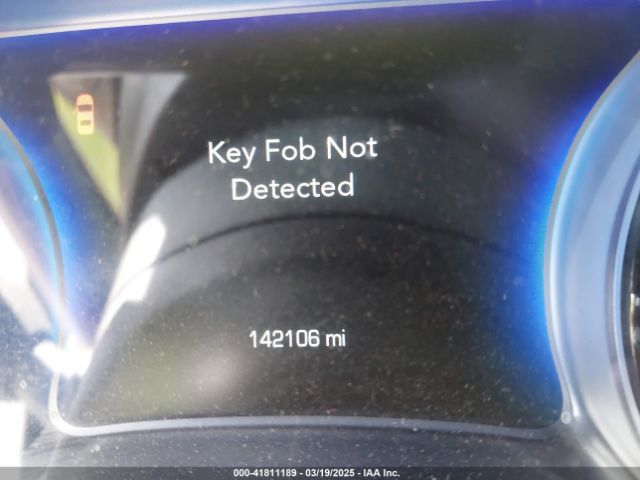 Key Fob Not
Detected
142106 mi
000-41811189 - 03/19/2025 - IAA Inc.